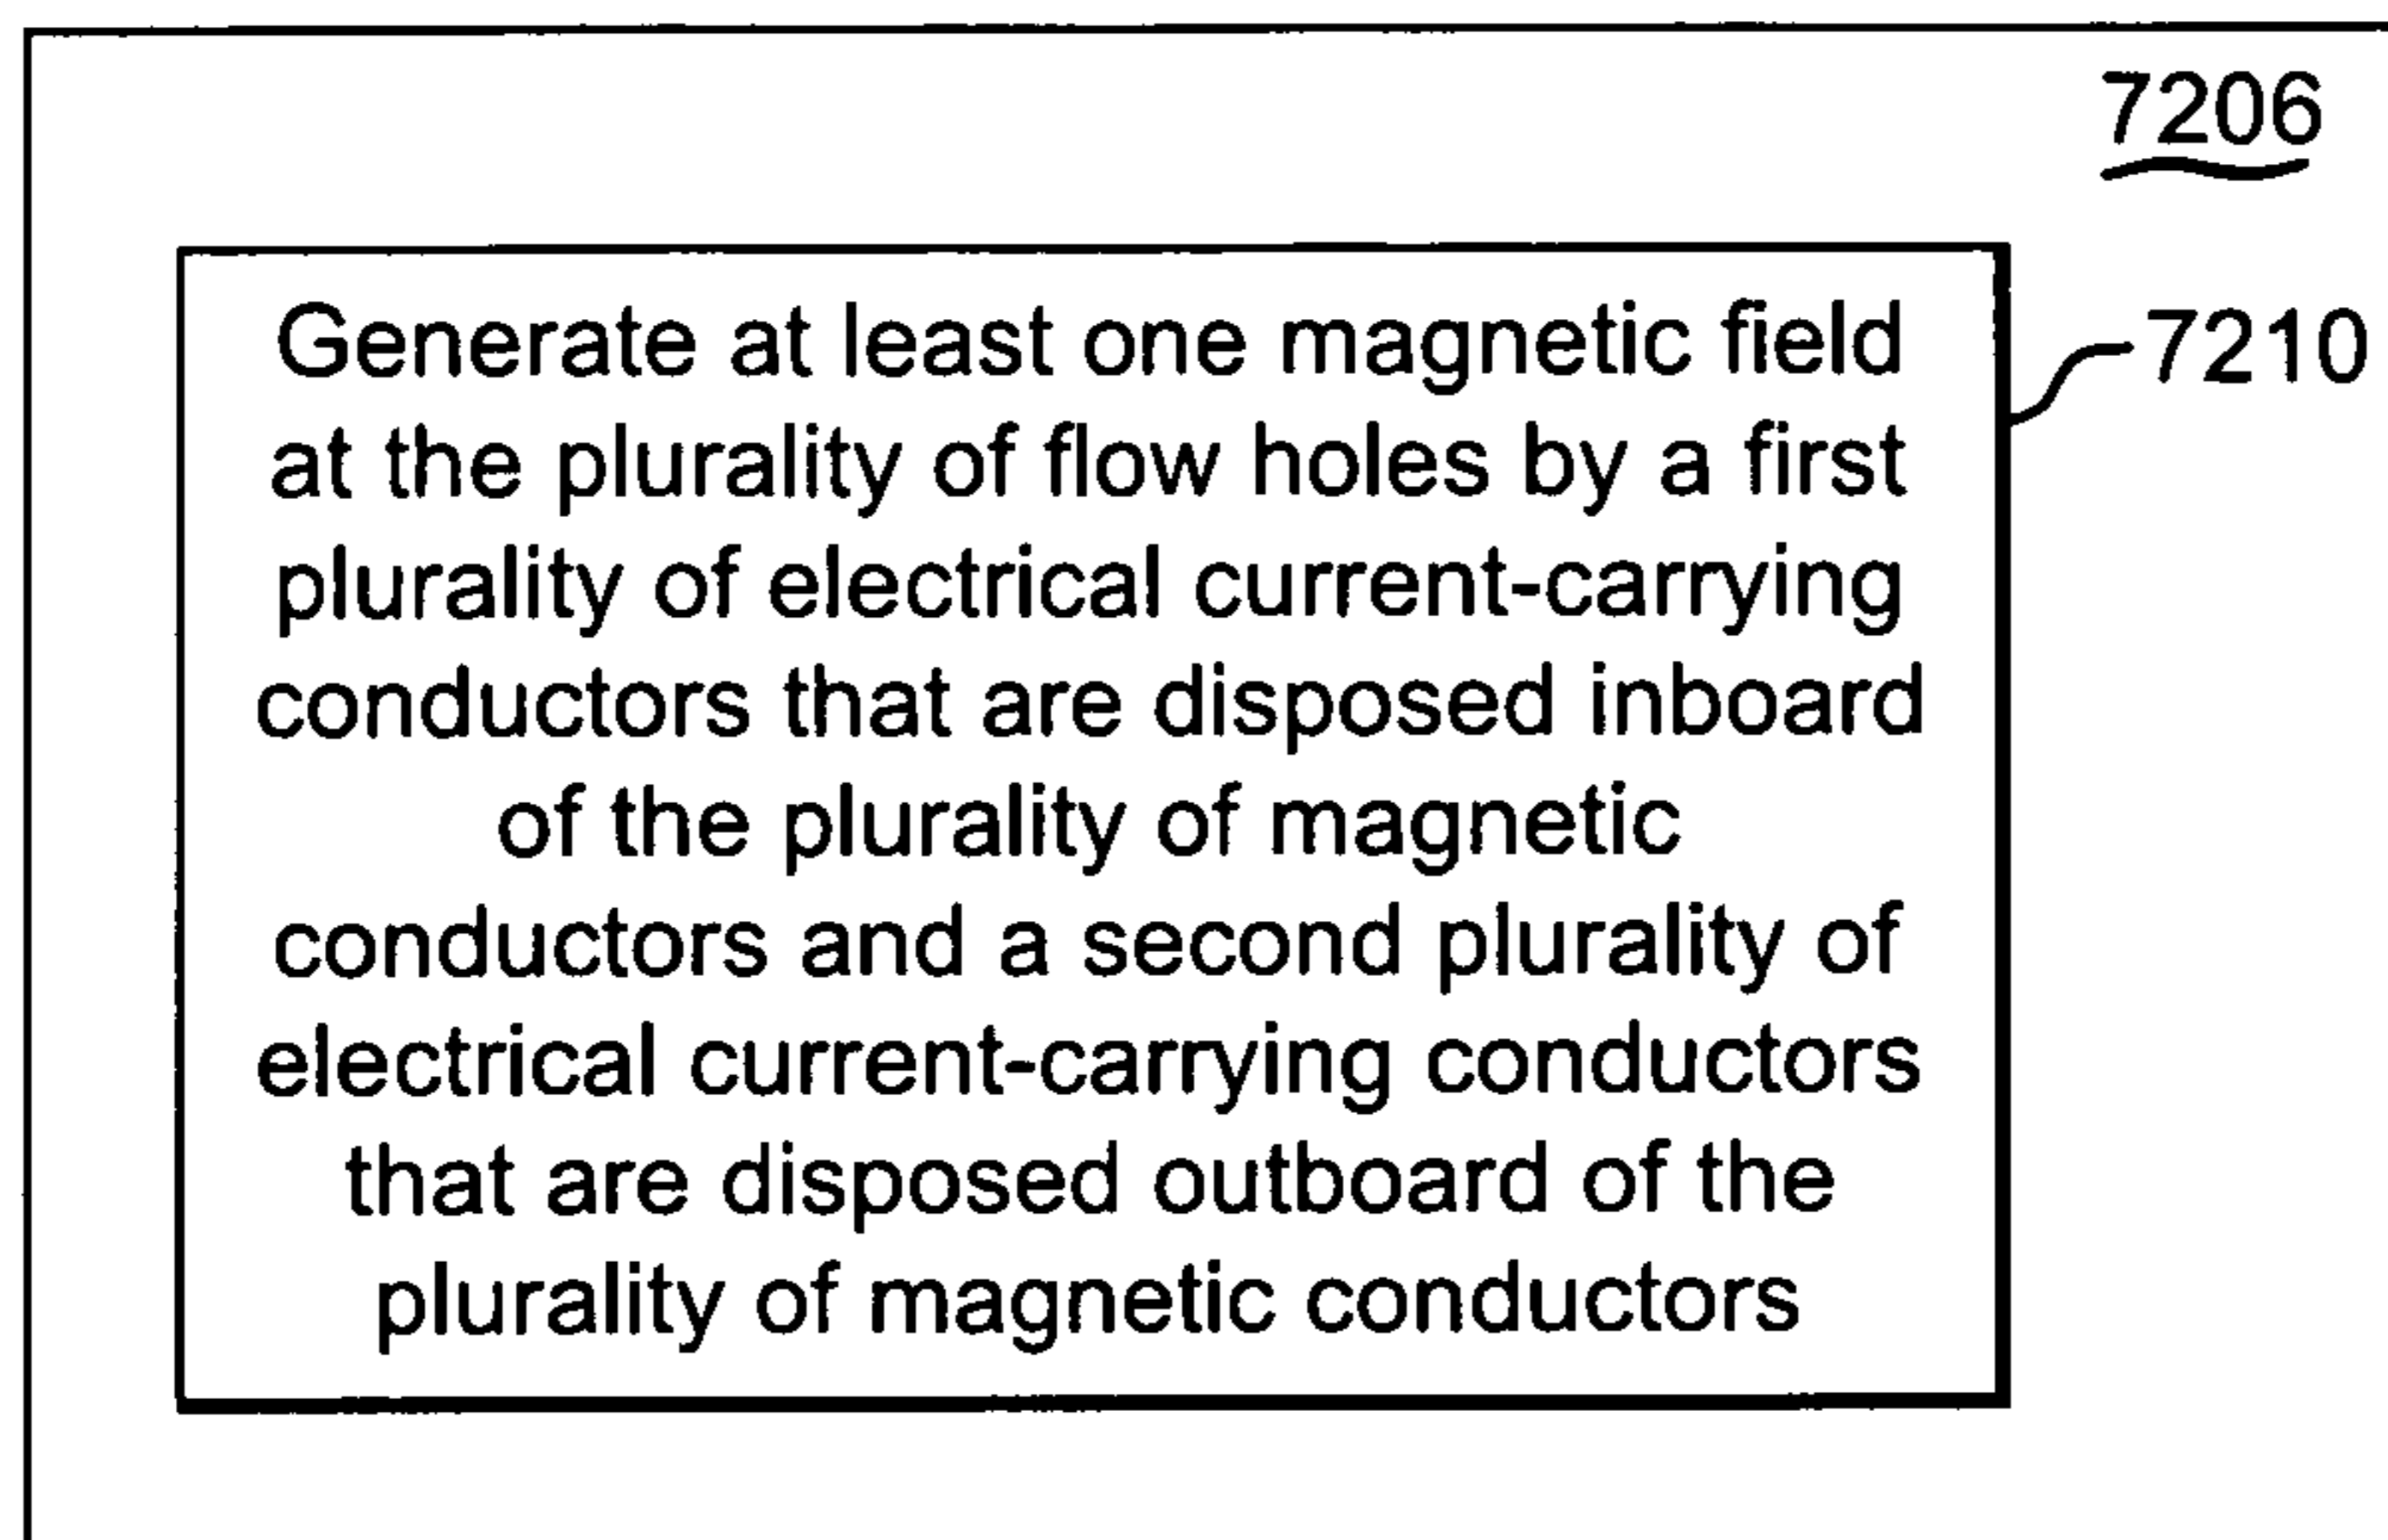 7206
Generate at least one magnetic field
at the plurality of flow holes by a first
plurality of electrical current-carrying
conductors that are disposed inboard
of the plurality of magnetic
conductors and a second plurality of
electrical current-carrying conductors
that are disposed outboard of the
plurality of magnetic conductors
7210